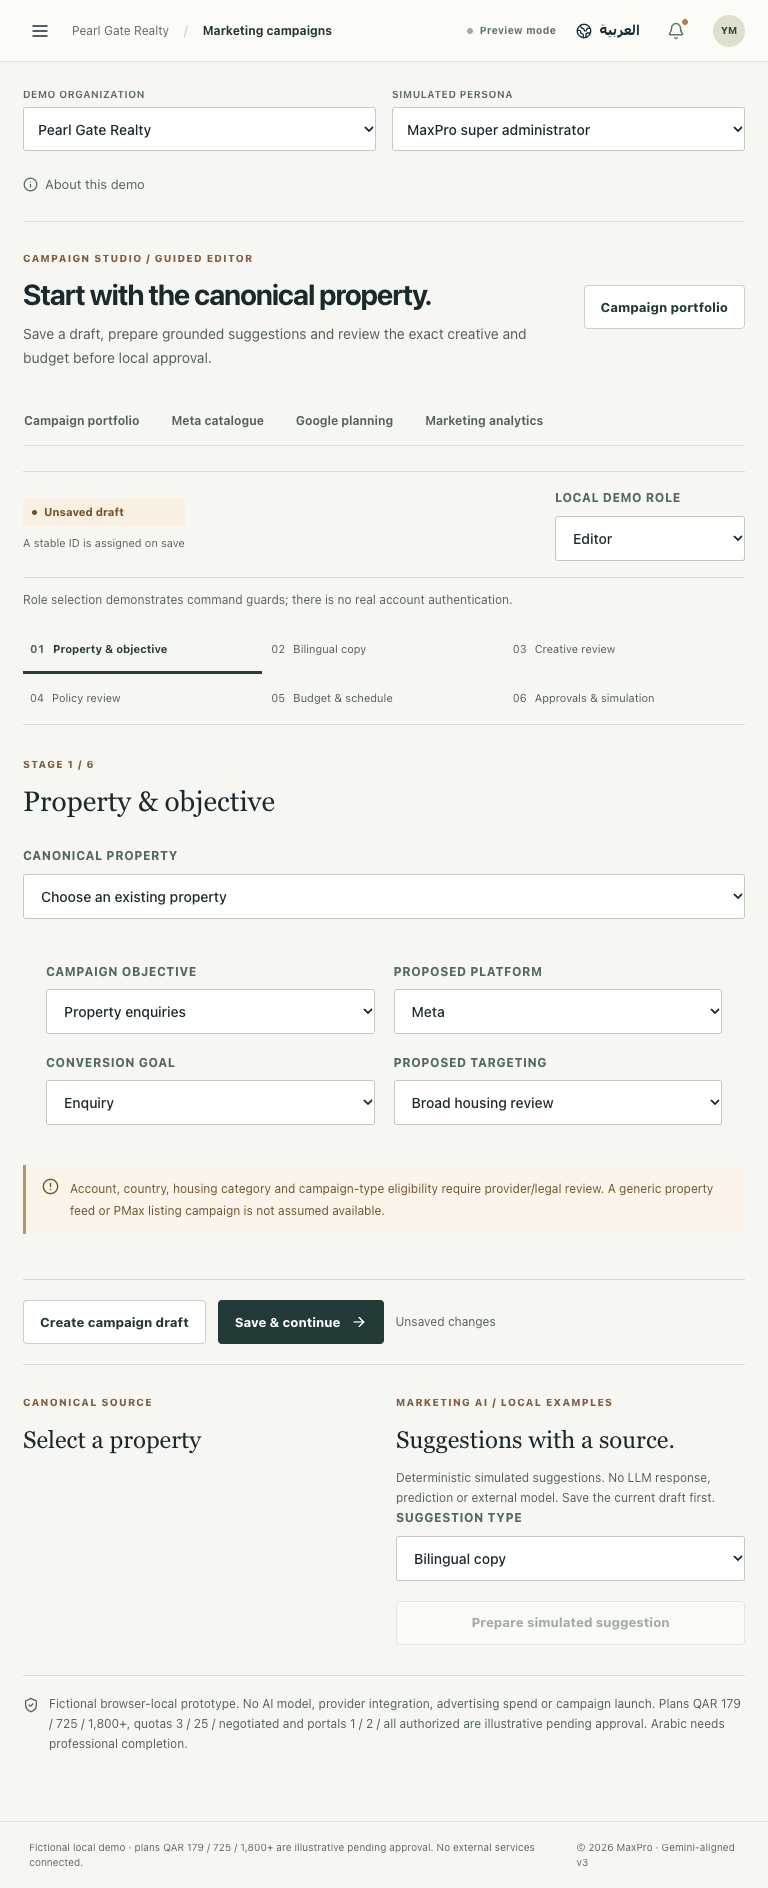 Pearl Gate Realty / Marketing campaigns
Preview mode
العربية
YM
DEMO ORGANIZATION
Pearl Gate Realty
SIMULATED PERSONA
MaxPro super administrator
About this demo
CAMPAIGN STUDIO / GUIDED EDITOR
Start with the canonical property.
Save a draft, prepare grounded suggestions and review the exact creative and
budget before local approval.
Campaign portfolio
Campaign portfolio
Meta catalogue
Google planning
Marketing analytics
Unsaved draft
A stable ID is assigned on save
LOCAL DEMO ROLE
Editor
Role selection demonstrates command guards; there is no real account authentication.
01 Property & objective
02 Bilingual copy
03 Creative review
04 Policy review
05 Budget & schedule
06 Approvals & simulation
STAGE 1 / 6
Property & objective
CANONICAL PROPERTY
Choose an existing property
CAMPAIGN OBJECTIVE
Property enquiries
PROPOSED PLATFORM
Meta
CONVERSION GOAL
Enquiry
PROPOSED TARGETING
Broad housing review
Account, country, housing category and campaign-type eligibility require provider/legal review. A generic property
feed or PMax listing campaign is not assumed available.
Create campaign draft
Save & continue
Unsaved changes
CANONICAL SOURCE
Select a property
MARKETING AI / LOCAL EXAMPLES
Suggestions with a source.
Deterministic simulated suggestions. No LLM response,
prediction or external model. Save the current draft first.
SUGGESTION TYPE
Bilingual copy
Prepare simulated suggestion
Fictional browser-local prototype. No AI model, provider integration, advertising spend or campaign launch. Plans QAR 179
/ 725 / 1,800+, quotas 3 / 25 / negotiated and portals 1 / 2 / all authorized are illustrative pending approval. Arabic needs
professional completion.
Fictional local demo · plans QAR 179 / 725 / 1,800+ are illustrative pending approval. No external services
connected.
© 2026 MaxPro · Gemini-aligned
v3